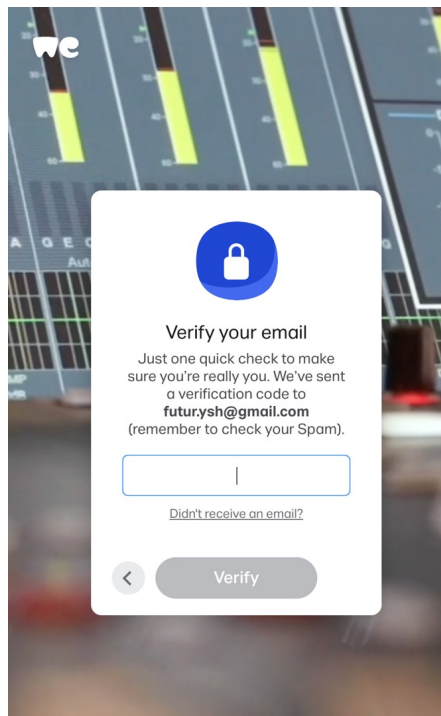 we
Verify your email
Just one quick check to make
sure you're really you. We've sent
a verification code to
futur.ysh@gmail.com
(remember to check your Spam).
Didn't receive an email?
Verify